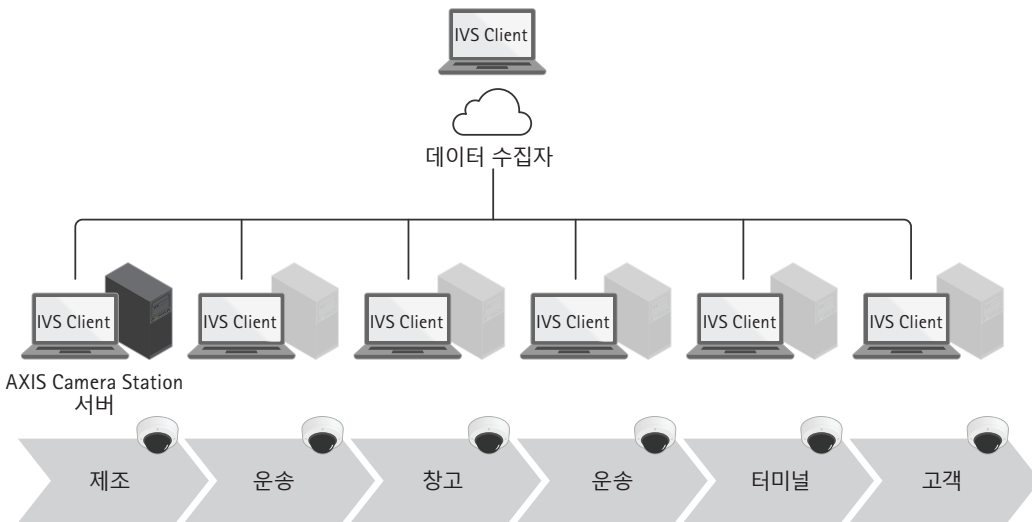 IVS Client
데이터 수집자
IVS Client
IVS Client
IVS Client
IVS Client
IVS Client
IVS Client
AXIS Camera Station
서버
제조
운송
창고
운송
터미널
고객